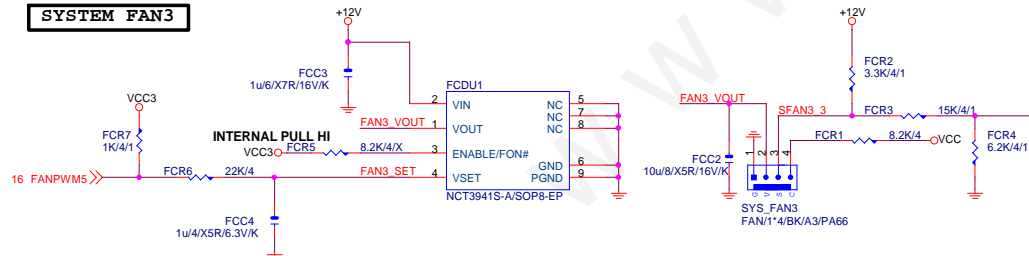 SYSTEM FAN3
+12V
FCC3
1u/6/X7R/16V/K
FCDU1
2 VIN
1 VOUT
3 ENABLE/FON#
4 VSET
NC 5
NC 7
NC 8
GND 6
PGND 9
NCT3941S-A/SOP8-EP
FAN3_VOUT
INTERNAL PULL HI
VCC3
FCR5
8.2K/4/X
FAN3_SET
VCC3
FCR7
1K/4/1
16 FANPWM5
FCR6
22K/4
FCC4
1u/4/X5R/6.3V/K
+12V
FCR2
3.3K/4/1
FAN3_VOUT
SFAN3_3
FCR3
15K/4/1
FCR1
8.2K/4
VCC
FCR4
6.2K/4/1
FCC2
10u/8/X5R/16V/K
1 2 3 4
G V S C
SYS_FAN3
FAN/1*4/BK/A3/PA66
W W